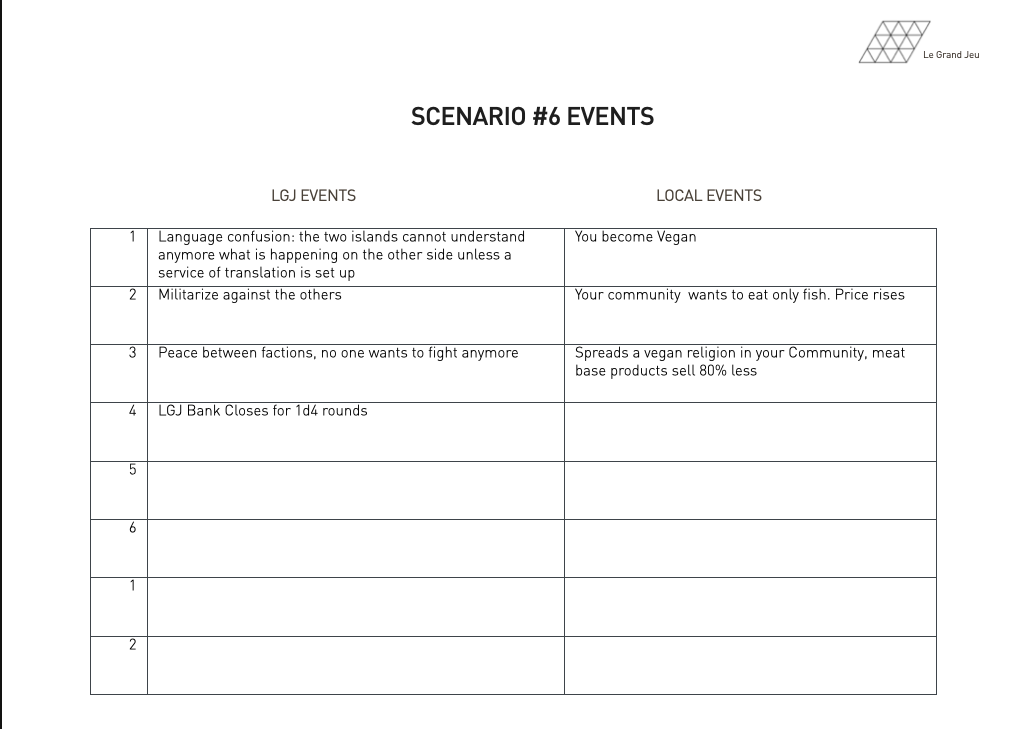 Le Grand Jeu
SCENARIO #6 EVENTS
LGJ EVENTS
LOCAL EVENTS
1
Language confusion: the two islands cannot understand
anymore what is happening on the other side unless a
service of translation is set up
You become Vegan
2
Militarize against the others
Your community  wants to eat only fish. Price rises
3
Peace between factions, no one wants to fight anymore
Spreads a vegan religion in your Community, meat
base products sell 80% less
4
LGJ Bank Closes for 1d4 rounds
5
6
1
2